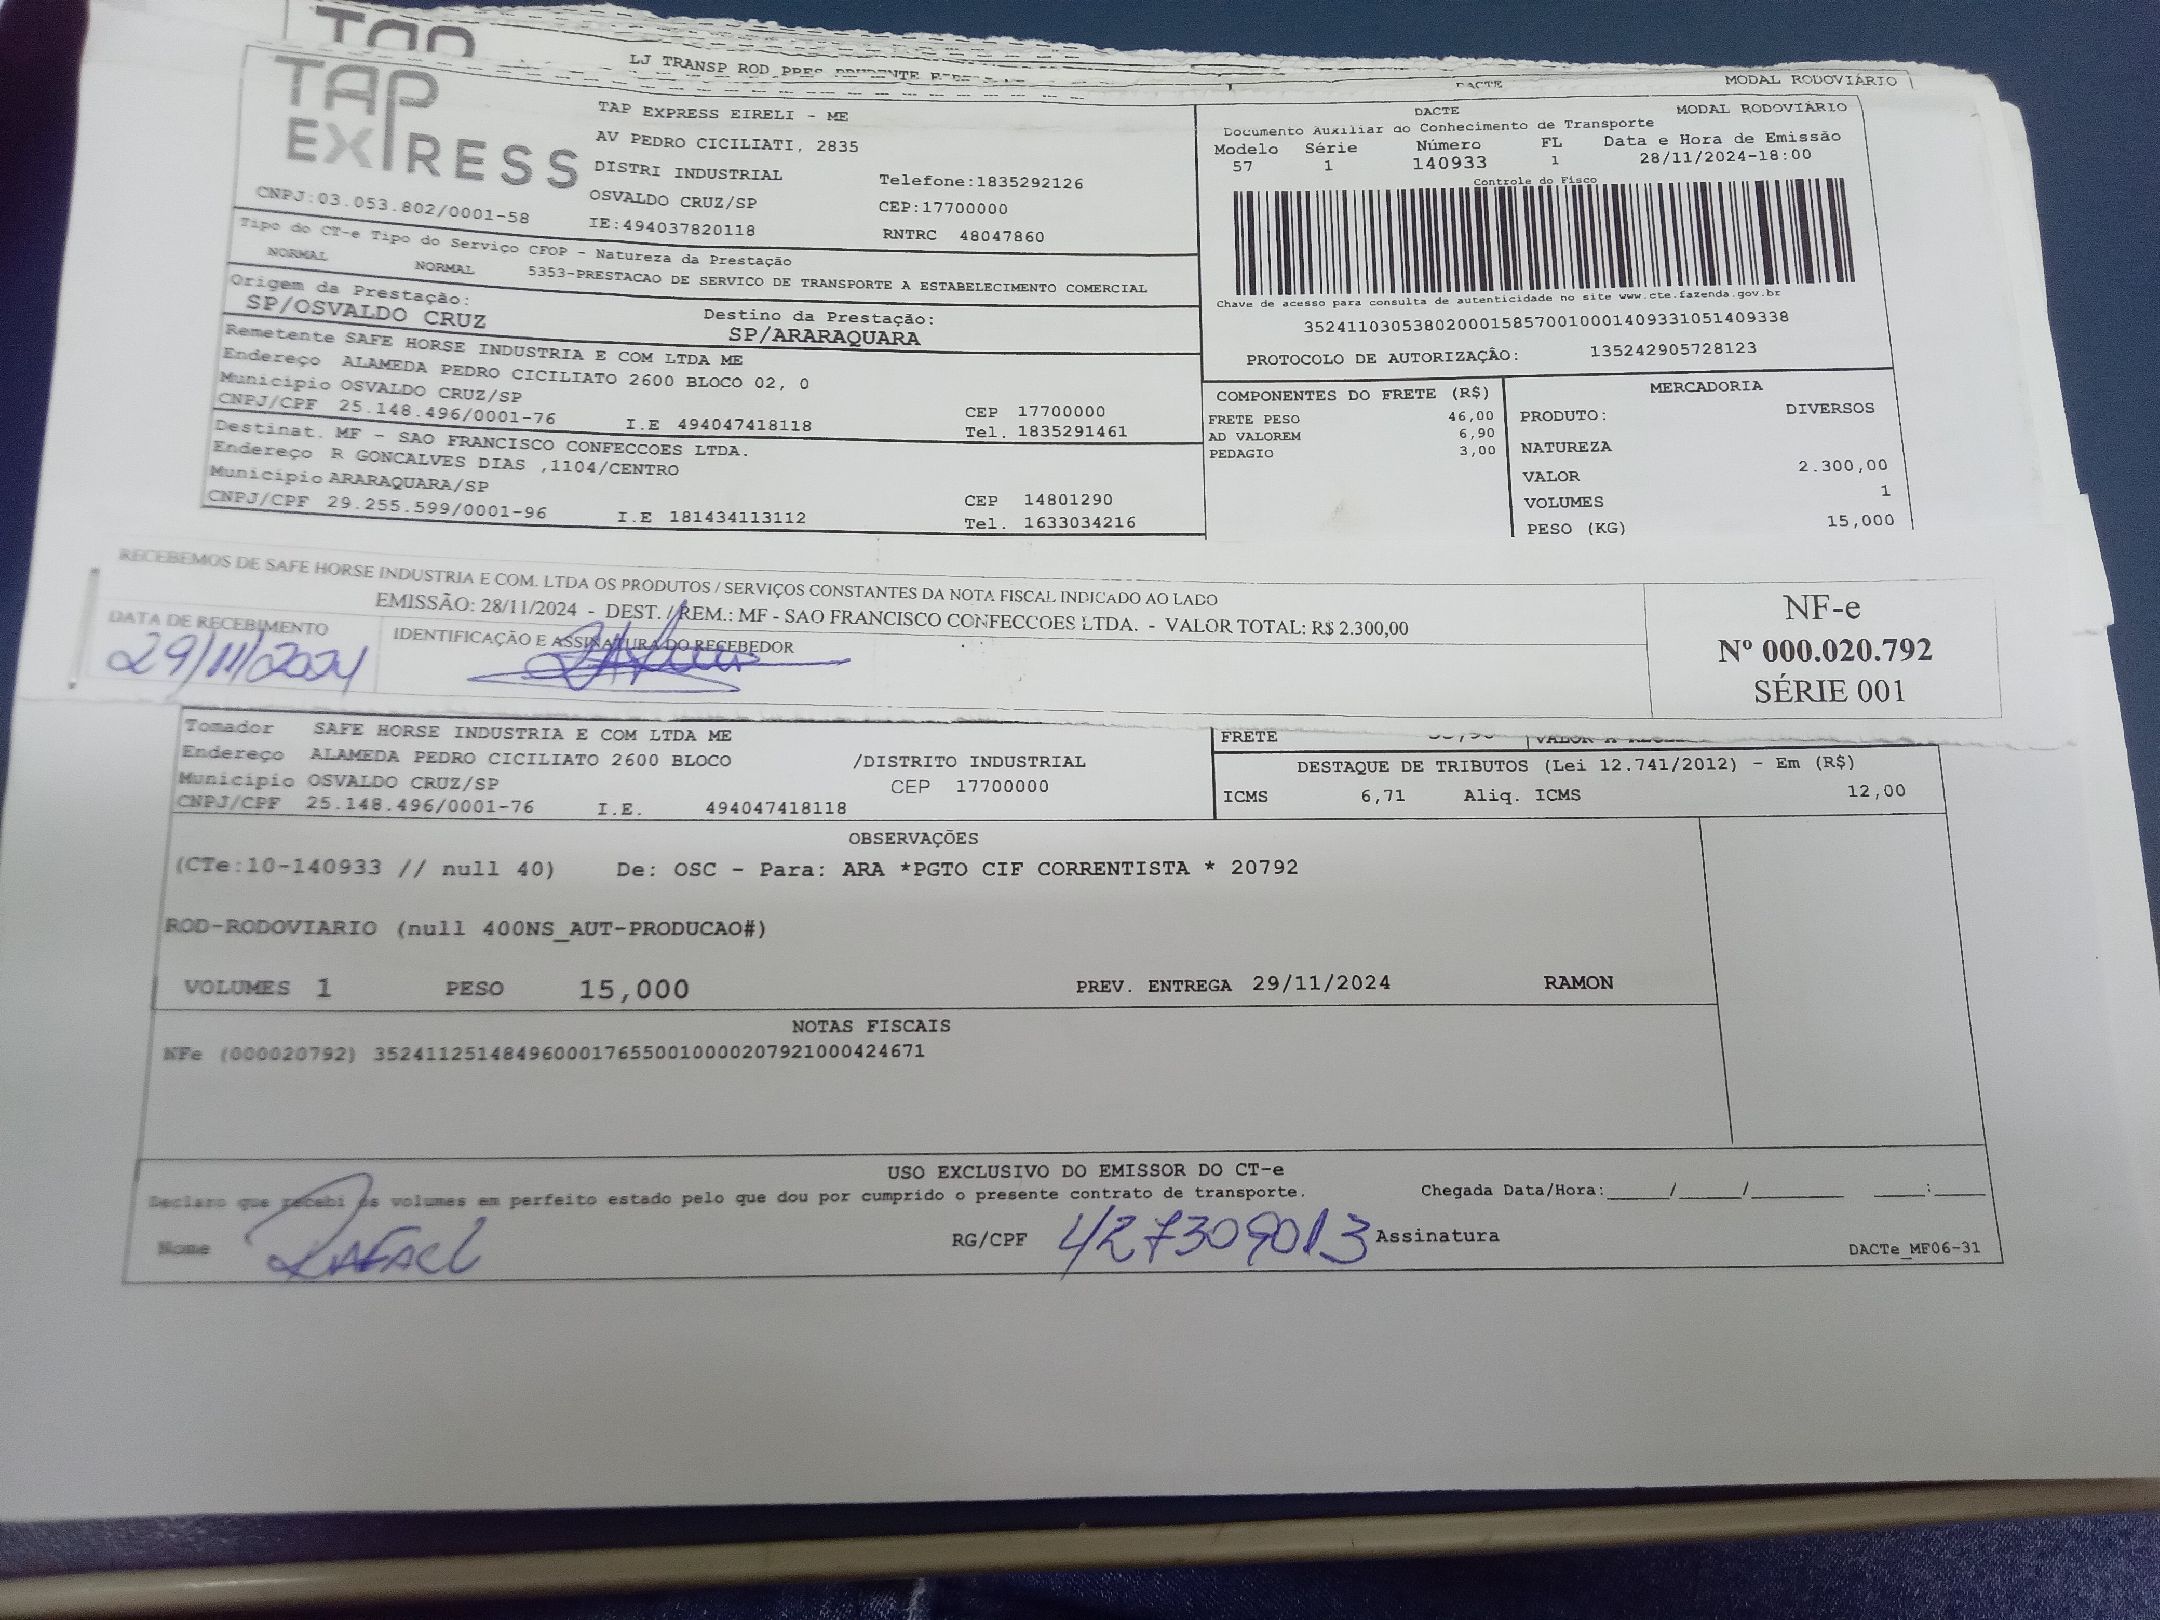 TAP
LJ TRANSP ROD PRES PRUDENTE
DACTE MODAL RODOVIÁRIO
TAP EXPRESS
TAP EXPRESS EIRELI - ME
AV PEDRO CICILIATI, 2835
DISTRI INDUSTRIAL Telefone:1835292126
OSVALDO CRUZ/SP CEP:17700000
CNPJ:03.053.802/0001-58 IE:494037820118 RNTRC 48047860
DACTE MODAL RODOVIÁRIO
Documento Auxiliar do Conhecimento de Transporte
Modelo Série Número FL Data e Hora de Emissão
57 1 140933 1 28/11/2024-18:00
Controle do Fisco
Chave de acesso para consulta de autenticidade no site www.cte.fazenda.gov.br
35241103053802000158570010001409331051409338
PROTOCOLO DE AUTORIZAÇÃO: 135242905728123
Tipo do CT-e Tipo do Serviço CFOP - Natureza da Prestação
NORMAL NORMAL 5353-PRESTACAO DE SERVICO DE TRANSPORTE A ESTABELECIMENTO COMERCIAL
Origem da Prestação: Destino da Prestação:
SP/OSVALDO CRUZ SP/ARARAQUARA
Remetente SAFE HORSE INDUSTRIA E COM LTDA ME
Endereço ALAMEDA PEDRO CICILIATO 2600 BLOCO 02, 0
Município OSVALDO CRUZ/SP CEP 17700000
CNPJ/CPF 25.148.496/0001-76 I.E 494047418118 Tel. 1835291461
Destinat. MF - SAO FRANCISCO CONFECCOES LTDA.
Endereço R GONCALVES DIAS ,1104/CENTRO
Município ARARAQUARA/SP CEP 14801290
CNPJ/CPF 29.255.599/0001-96 I.E 181434113112 Tel. 1633034216
COMPONENTES DO FRETE (R$)
FRETE PESO 46,00
AD VALOREM 6,90
PEDAGIO 3,00
MERCADORIA
PRODUTO: DIVERSOS
NATUREZA
VALOR 2.300,00
VOLUMES 1
PESO (KG) 15,000
RECEBEMOS DE SAFE HORSE INDUSTRIA E COM. LTDA OS PRODUTOS / SERVIÇOS CONSTANTES DA NOTA FISCAL INDICADO AO LADO
EMISSÃO: 28/11/2024 - DEST. / REM.: MF - SAO FRANCISCO CONFECCOES LTDA. - VALOR TOTAL: R$ 2.300,00
DATA DE RECEBIMENTO IDENTIFICAÇÃO E ASSINATURA DO RECEBEDOR
29/11/2024
NF-e
Nº 000.020.792
SÉRIE 001
Tomador SAFE HORSE INDUSTRIA E COM LTDA ME
Endereço ALAMEDA PEDRO CICILIATO 2600 BLOCO /DISTRITO INDUSTRIAL
Município OSVALDO CRUZ/SP CEP 17700000
CNPJ/CPF 25.148.496/0001-76 I.E. 494047418118
FRETE
DESTAQUE DE TRIBUTOS (Lei 12.741/2012) - Em (R$)
ICMS 6,71 Aliq. ICMS 12,00
OBSERVAÇÕES
(CTe:10-140933 // null 40) De: OSC - Para: ARA *PGTO CIF CORRENTISTA * 20792
ROD-RODOVIARIO (null 400NS_AUT-PRODUCAO#)
VOLUMES 1 PESO 15,000 PREV. ENTREGA 29/11/2024 RAMON
NOTAS FISCAIS
NFe (000020792) 35241125148496000176550010000207921000424671
USO EXCLUSIVO DO EMISSOR DO CT-e
Declaro que recebi os volumes em perfeito estado pelo que dou por cumprido o presente contrato de transporte. Chegada Data/Hora:_____/_____/_________ ____:_____
Nome Rafael RG/CPF 427309013 Assinatura
DACTe_MF06-31